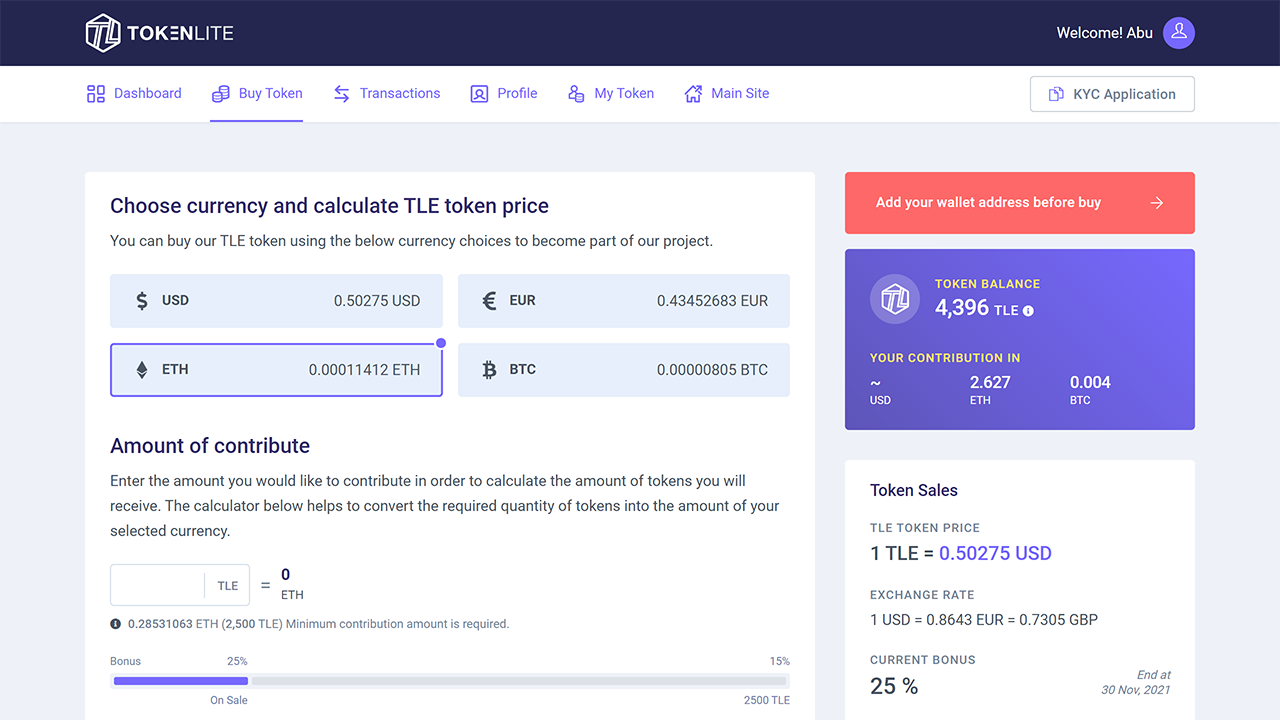 TOKENLITE
Welcome! Abu
Dashboard
Buy Token
Transactions
Profile
My Token
Main Site
KYC Application
Choose currency and calculate TLE token price
You can buy our TLE token using the below currency choices to become part of our project.
$ USD 0.50275 USD
€ EUR 0.43452683 EUR
ETH 0.00011412 ETH
BTC 0.00000805 BTC
Amount of contribute
Enter the amount you would like to contribute in order to calculate the amount of tokens you will
receive. The calculator below helps to convert the required quantity of tokens into the amount of your
selected currency.
TLE = 0
ETH
0.28531063 ETH (2,500 TLE) Minimum contribution amount is required.
Bonus 25% 15%
On Sale 2500 TLE
Add your wallet address before buy →
TOKEN BALANCE
4,396 TLE
YOUR CONTRIBUTION IN
~ 2.627 0.004
USD ETH BTC
Token Sales
TLE TOKEN PRICE
1 TLE = 0.50275 USD
EXCHANGE RATE
1 USD = 0.8643 EUR = 0.7305 GBP
CURRENT BONUS
25 %
End at
30 Nov, 2021